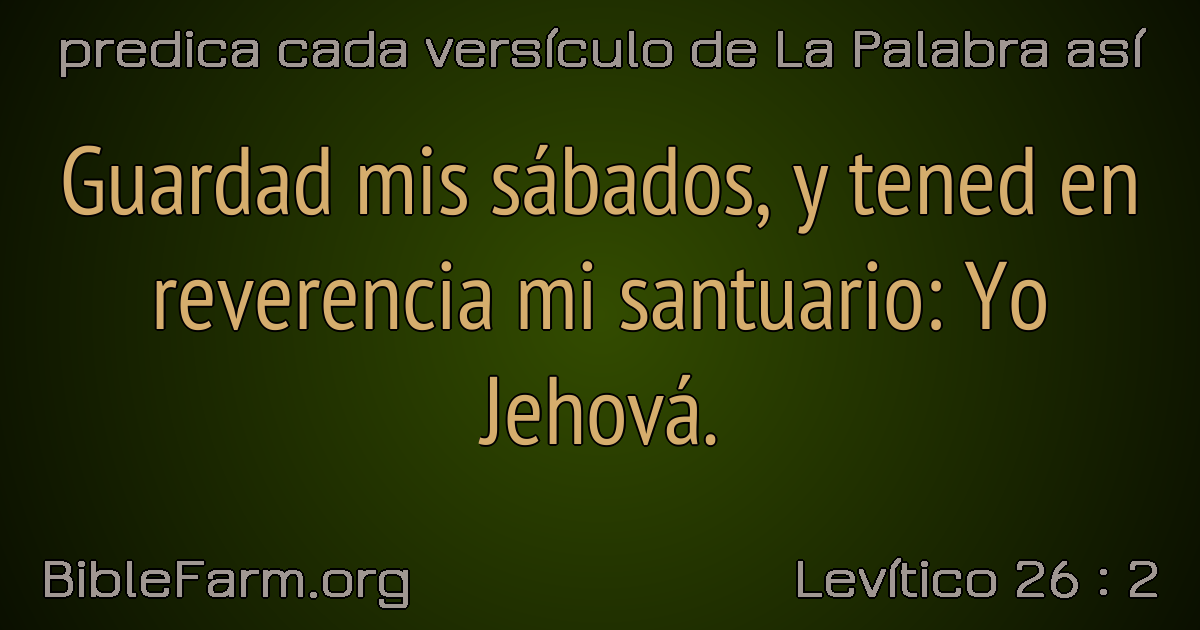 predica cada versículo de La Palabra así
Guardad mis sábados, y tened en
reverencia mi santuario: Yo
Jehová.
BibleFarm.org
Levítico 26 : 2